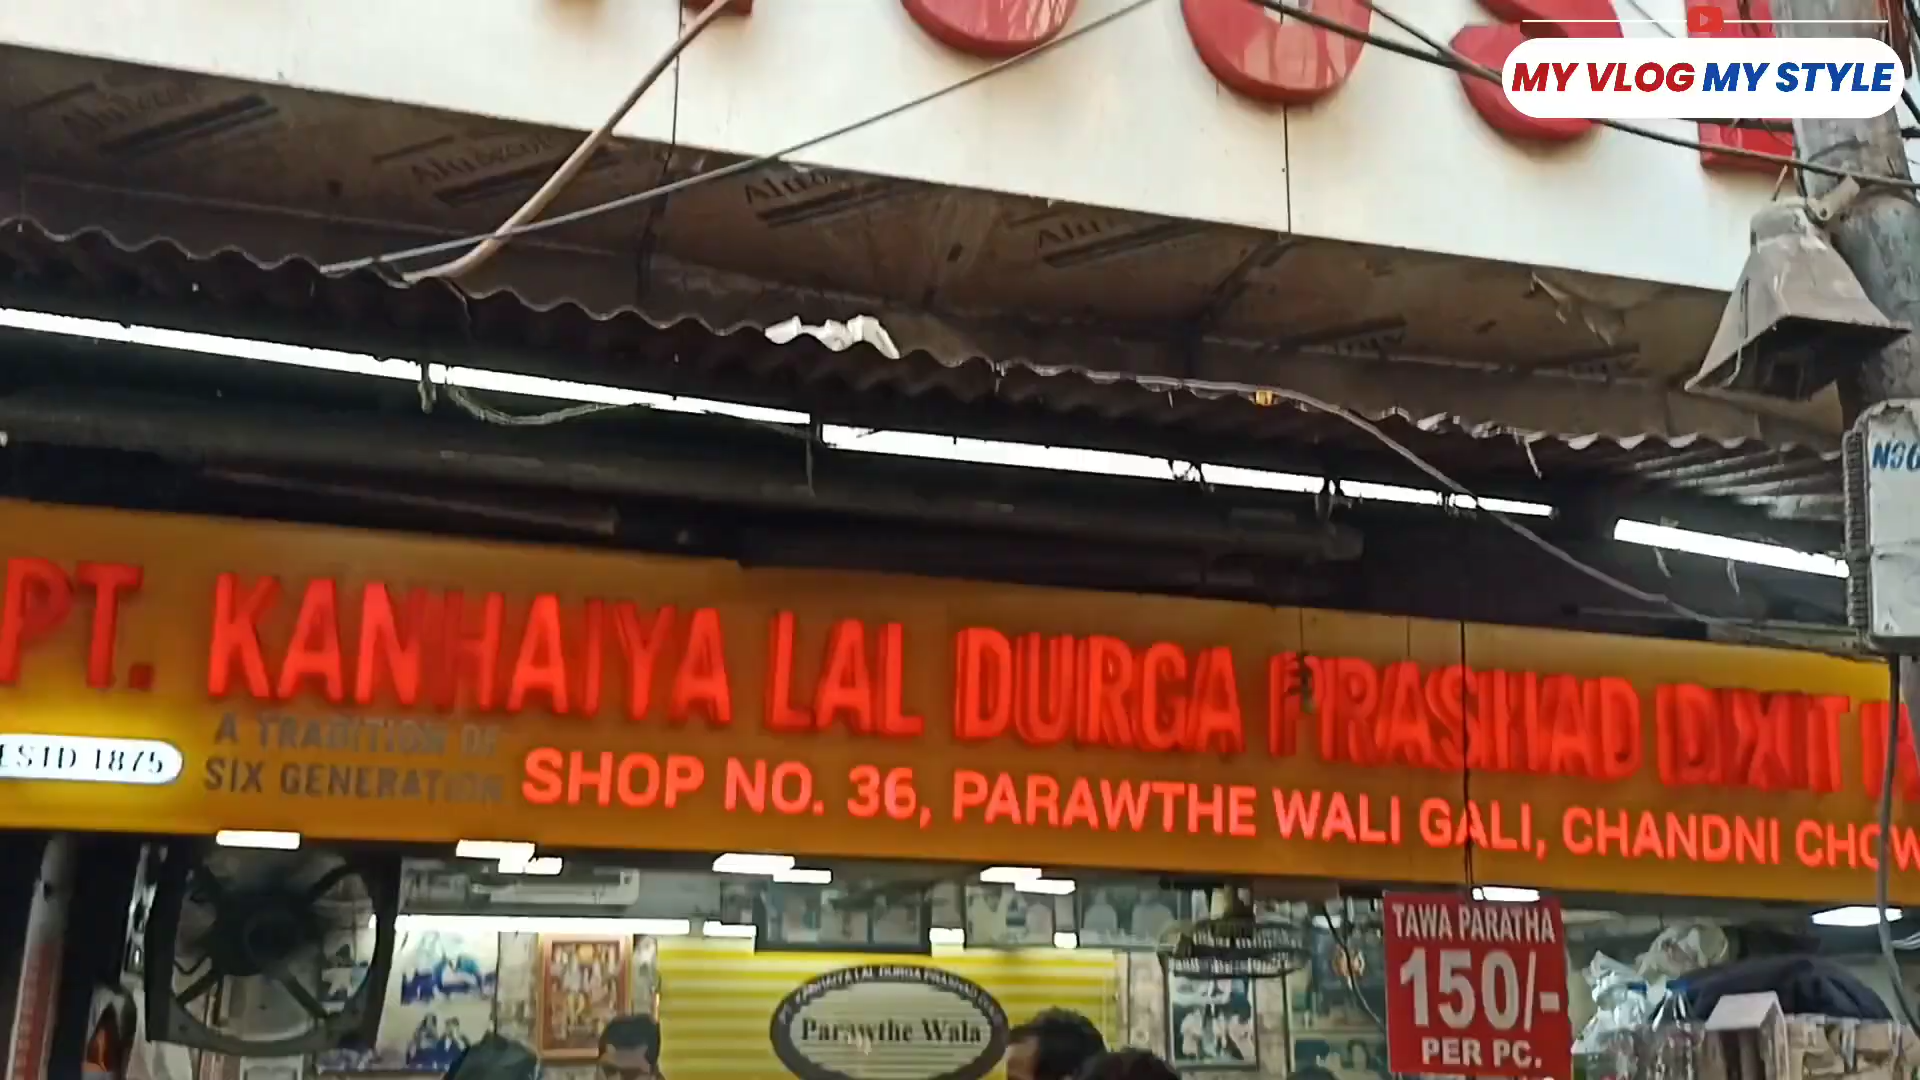 MY VLOG MY STYLE
PT. KANHAIYA LAL DURGA PRASHAD DIXIT
ESTD 1875
A TRADITION OF
SIX GENERATION
SHOP NO. 36, PARAWTHE WALI GALI, CHANDNI CHOW
Parawthe Wala
TAWA PARATHA
150/-
PER PC.